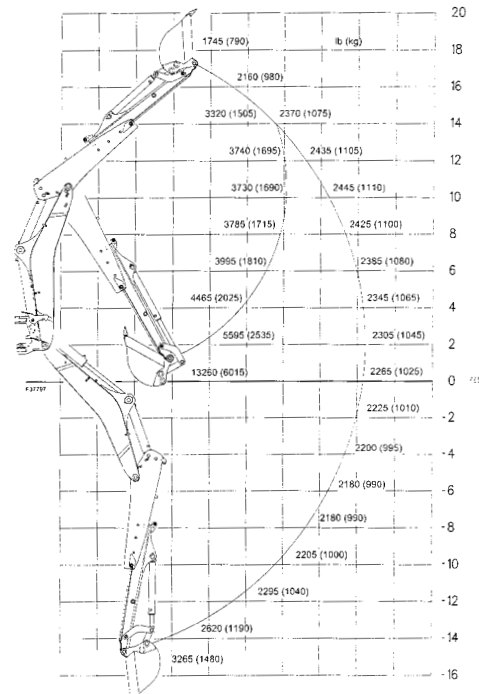 20
1745 (790) lb (kg)
18
2160 (980)
16
3320 (1505) 2370 (1075)
14
3740 (1695) 2435 (1105)
12
3730 (1690) 2445 (1110)
10
3785 (1715) 2425 (1100)
8
3995 (1810) 2385 (1080)
6
4465 (2025) 2345 (1065)
4
5595 (2535) 2305 (1045)
2
13260 (6015) 2265 (1025)
0
F37797
2225 (1010)
-2
2200 (995)
-4
2180 (990)
-6
2180 (990)
-8
2205 (1000)
-10
2295 (1040)
-12
2620 (1190)
-14
3265 (1480)
-16